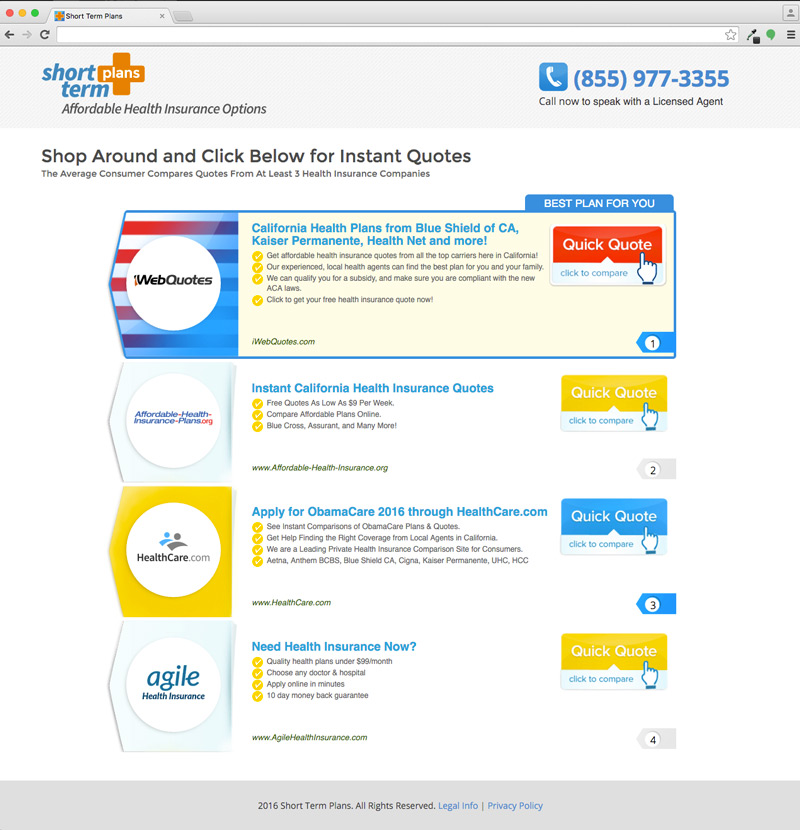 Short Term Plans
short plans
term
Affordable Health Insurance Options
(855) 977-3355
Call now to speak with a Licensed Agent
Shop Around and Click Below for Instant Quotes
The Average Consumer Compares Quotes From At Least 3 Health Insurance Companies
BEST PLAN FOR YOU
iWebQuotes
California Health Plans from Blue Shield of CA,
Kaiser Permanente, Health Net and more!
Get affordable health insurance quotes from all the top carriers here in California!
Our experienced, local health agents can find the best plan for you and your family.
We can qualify you for a subsidy, and make sure you are compliant with the new
ACA laws.
Click to get your free health insurance quote now!
iWebQuotes.com
Quick Quote
click to compare
1
Affordable-Health-
Insurance-Plans.org
Instant California Health Insurance Quotes
Free Quotes As Low As $9 Per Week.
Compare Affordable Plans Online.
Blue Cross, Assurant, and Many More!
www.Affordable-Health-Insurance.org
Quick Quote
click to compare
2
HealthCare.com
Apply for ObamaCare 2016 through HealthCare.com
See Instant Comparisons of ObamaCare Plans & Quotes.
Get Help Finding the Right Coverage from Local Agents in California.
We are a Leading Private Health Insurance Comparison Site for Consumers.
Aetna, Anthem BCBS, Blue Shield CA, Cigna, Kaiser Permanente, UHC, HCC
www.HealthCare.com
Quick Quote
click to compare
3
agile
Health Insurance
Need Health Insurance Now?
Quality health plans under $99/month
Choose any doctor & hospital
Apply online in minutes
10 day money back guarantee
www.AgileHealthInsurance.com
Quick Quote
click to compare
4
2016 Short Term Plans. All Rights Reserved. Legal Info | Privacy Policy